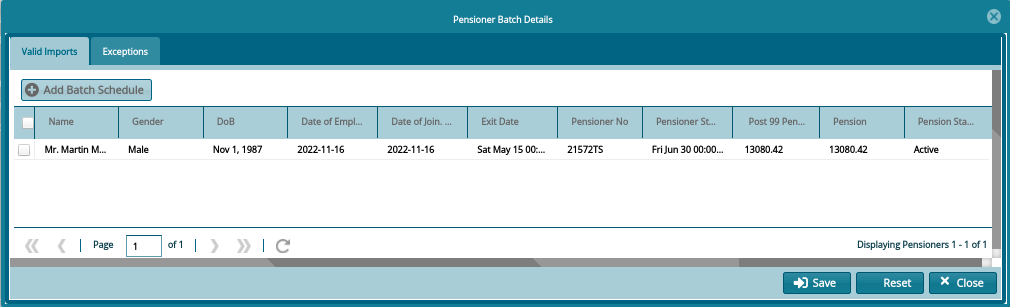 Pensioner Batch Details
Valid Imports Exceptions
Add Batch Schedule
Name Gender DoB Date of Empl... Date of Join. ... Exit Date Pensioner No Pensioner St... Post 99 Pen... Pension Pension Sta...
Mr. Martin M... Male Nov 1, 1987 2022-11-16 2022-11-16 Sat May 15 00:... 21572TS Fri Jun 30 00:00... 13080.42 13080.42 Active
Page 1 of 1 Displaying Pensioners 1 - 1 of 1
Save Reset Close